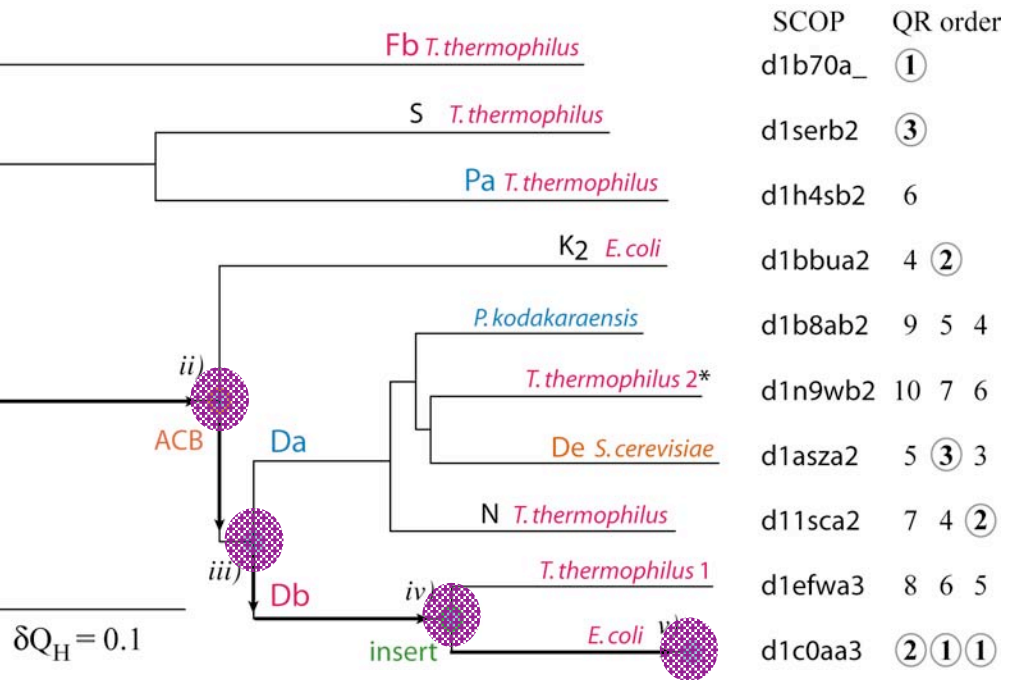 SCOP QR order
Fb T. thermophilus d1b70a_ 1
S T. thermophilus d1serb2 3
Pa T. thermophilus d1h4sb2 6
K2 E. coli d1bbua2 4 2
P. kodakaraensis d1b8ab2 9 5 4
ii)
T. thermophilus 2* d1n9wb2 10 7 6
ACB Da
De S. cerevisiae d1asza2 5 3 3
N T. thermophilus d11sca2 7 4 2
iii)
T. thermophilus 1 d1efwa3 8 6 5
Db iv)
δQH = 0.1 insert
E. coli v) d1c0aa3 2 1 1